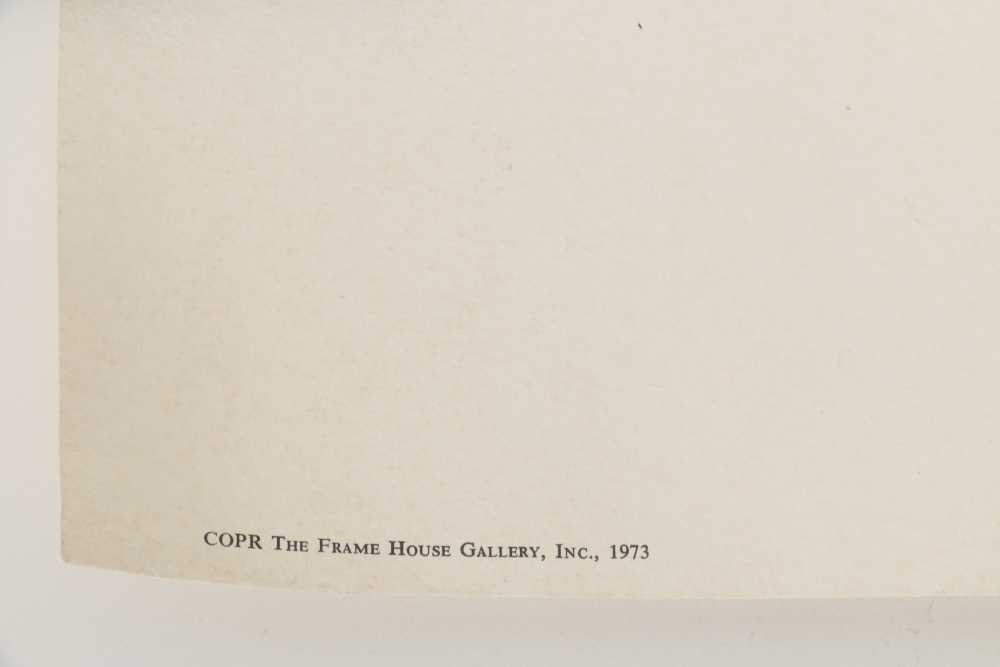 COPR The Frame House Gallery, Inc., 1973